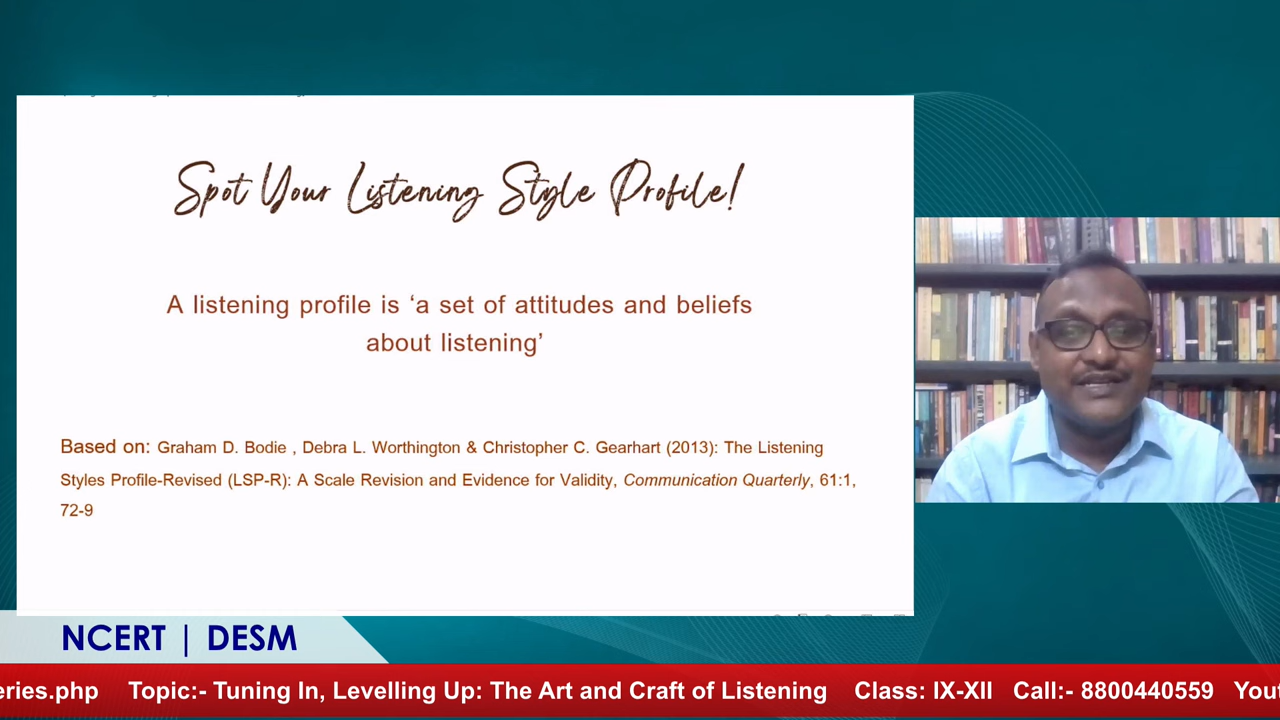 Spot Your Listening Style Profile!
A listening profile is ‘a set of attitudes and beliefs
about listening’
Based on: Graham D. Bodie , Debra L. Worthington & Christopher C. Gearhart (2013): The Listening
Styles Profile-Revised (LSP-R): A Scale Revision and Evidence for Validity, Communication Quarterly, 61:1,
72-9
NCERT | DESM
eries.php Topic:- Tuning In, Levelling Up: The Art and Craft of Listening Class: IX-XII Call:- 8800440559 Yout